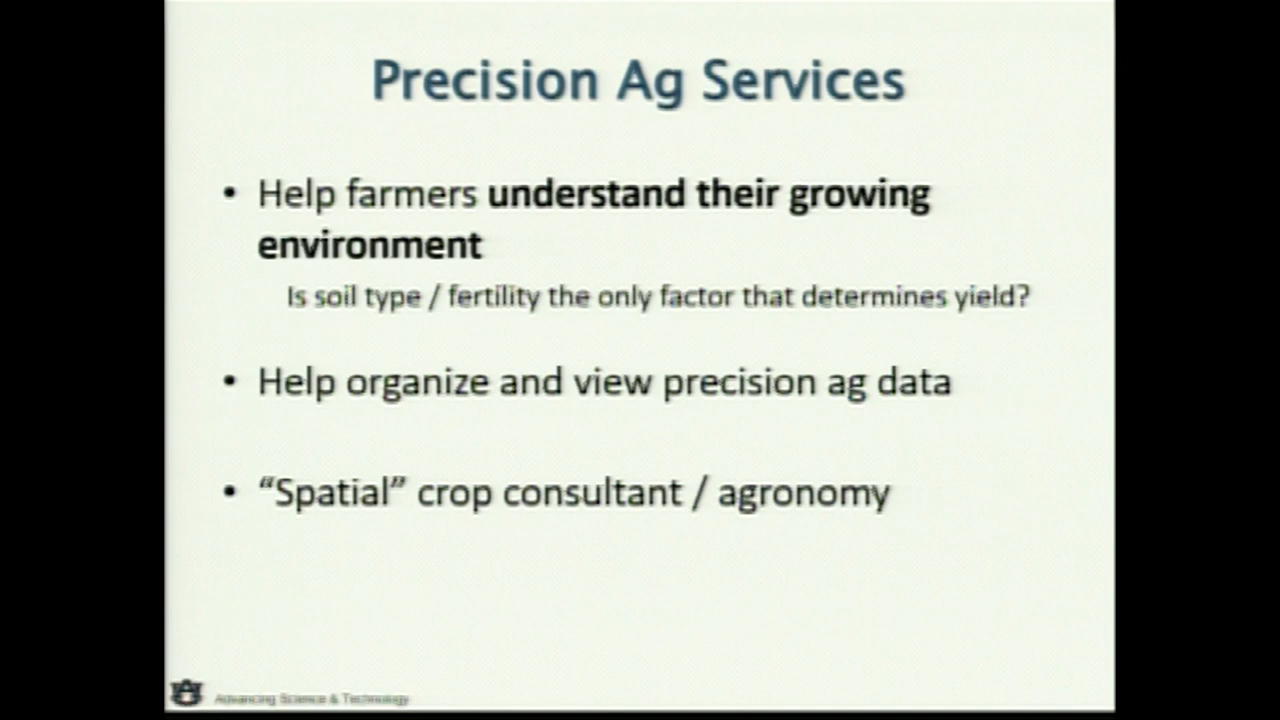 Precision Ag Services
• Help farmers understand their growing
environment
Is soil type / fertility the only factor that determines yield?
• Help organize and view precision ag data
• “Spatial” crop consultant / agronomy
Advancing Science & Technology